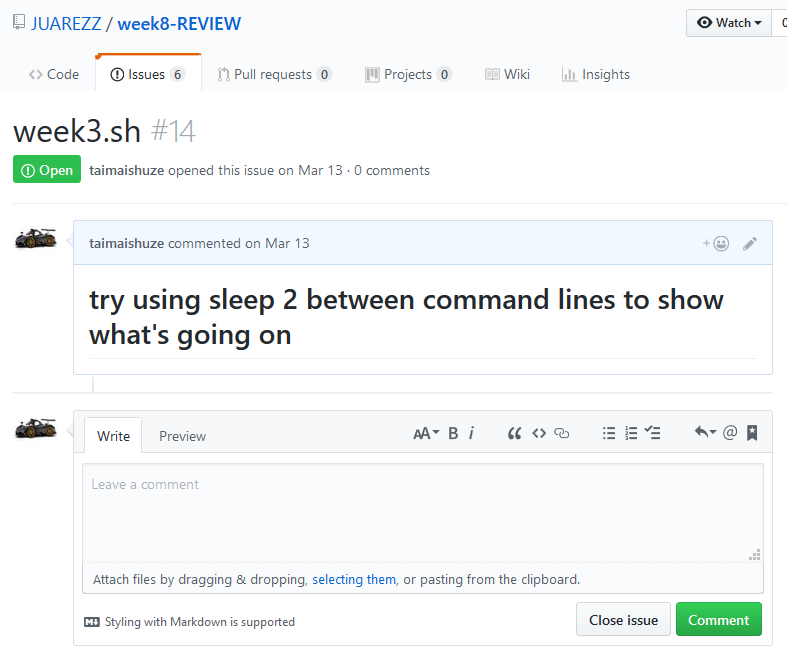 JUAREZZ / week8-REVIEW
Watch 0
Code Issues 6 Pull requests 0 Projects 0 Wiki Insights
week3.sh #14
Open taimaishuze opened this issue on Mar 13 · 0 comments
taimaishuze commented on Mar 13
try using sleep 2 between command lines to show
what's going on
Write Preview
AA B i
Leave a comment
Attach files by dragging & dropping, selecting them, or pasting from the clipboard.
Styling with Markdown is supported
Close issue Comment